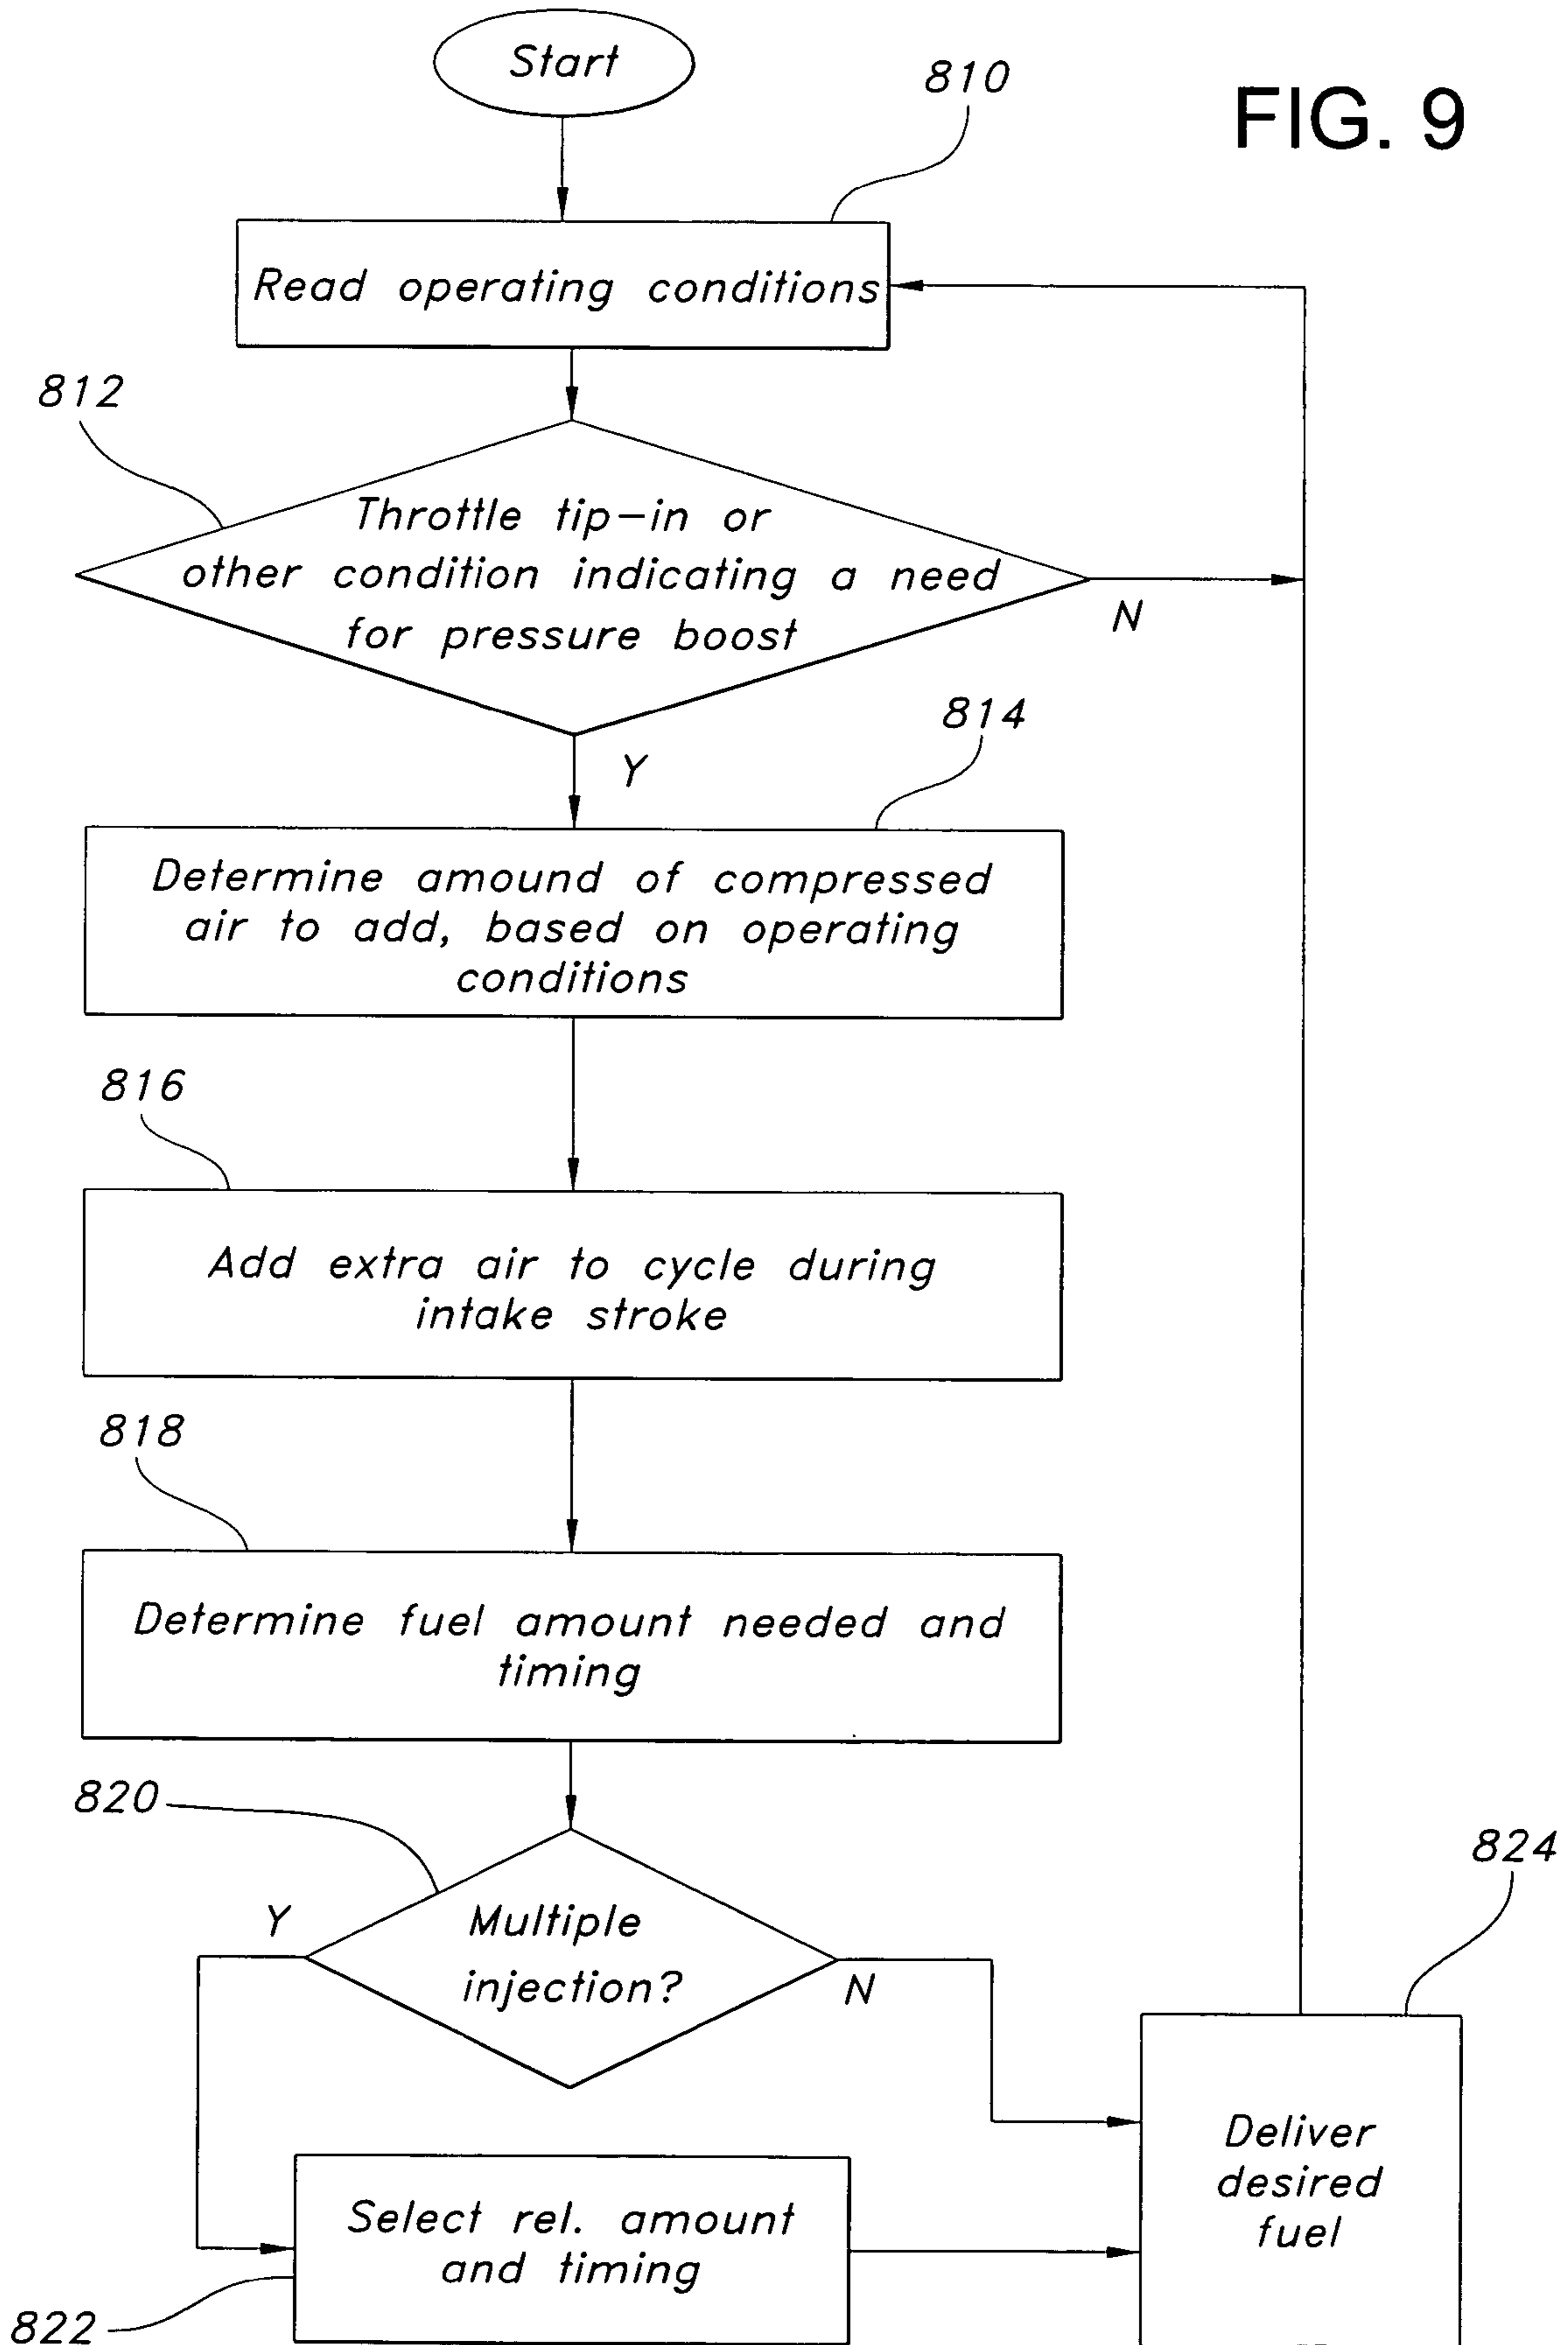 Start
810
FIG. 9
Read operating conditions
812
Throttle tip-in or
other condition indicating a need
for pressure boost
N
Y
814
Determine amound of compressed
air to add, based on operating
conditions
816
Add extra air to cycle during
intake stroke
818
Determine fuel amount needed and
timing
820
Y
Multiple
injection?
N
824
Deliver
desired
fuel
Select rel. amount
and timing
822